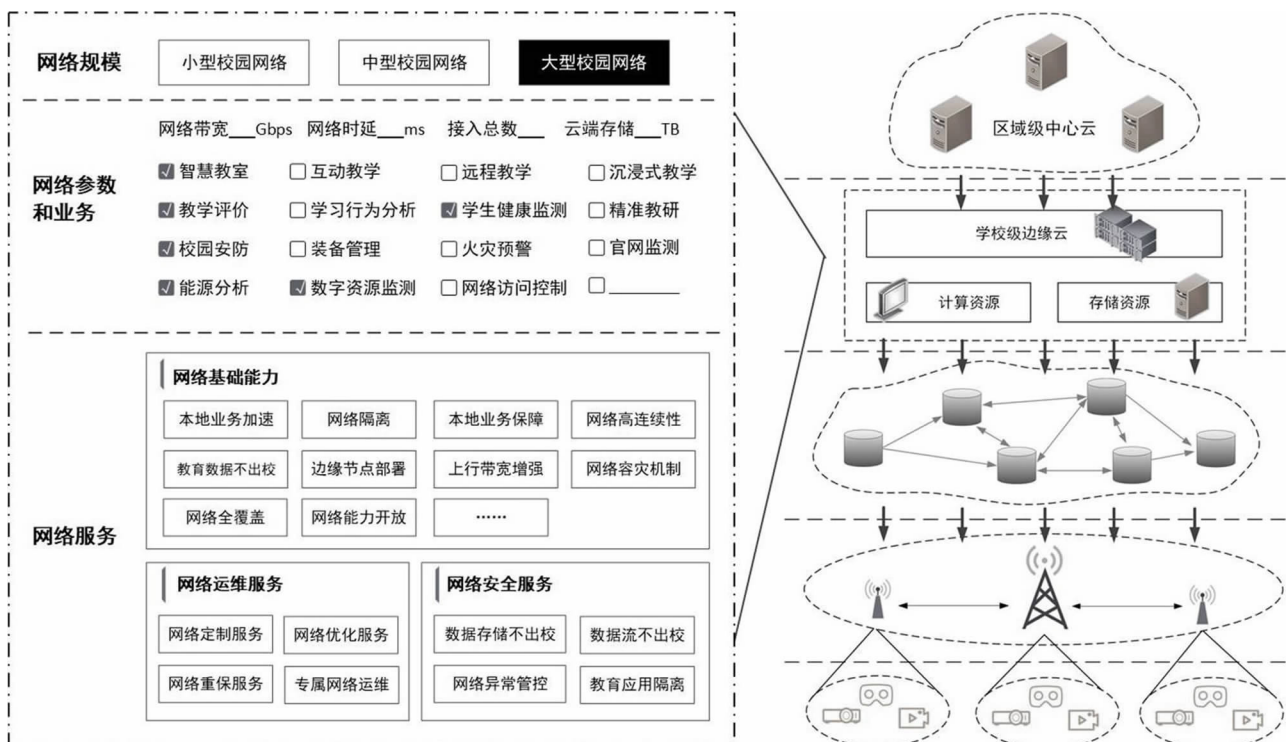 网络规模
小型校园网络
中型校园网络
大型校园网络
网络参数
和业务
网络带宽___Gbps 网络时延___ms 接入总数___ 云端存储___TB
智慧教室 互动教学 远程教学 沉浸式教学
教学评价 学习行为分析 学生健康监测 精准教研
校园安防 装备管理 火灾预警 官网监测
能源分析 数字资源监测 网络访问控制 ________
网络服务
网络基础能力
本地业务加速 网络隔离 本地业务保障 网络高连续性
教育数据不出校 边缘节点部署 上行带宽增强 网络容灾机制
网络全覆盖 网络能力开放 ……
网络运维服务
网络定制服务 网络优化服务
网络重保服务 专属网络运维
网络安全服务
数据存储不出校 数据流不出校
网络异常管控 教育应用隔离
区域级中心云
学校级边缘云
计算资源
存储资源